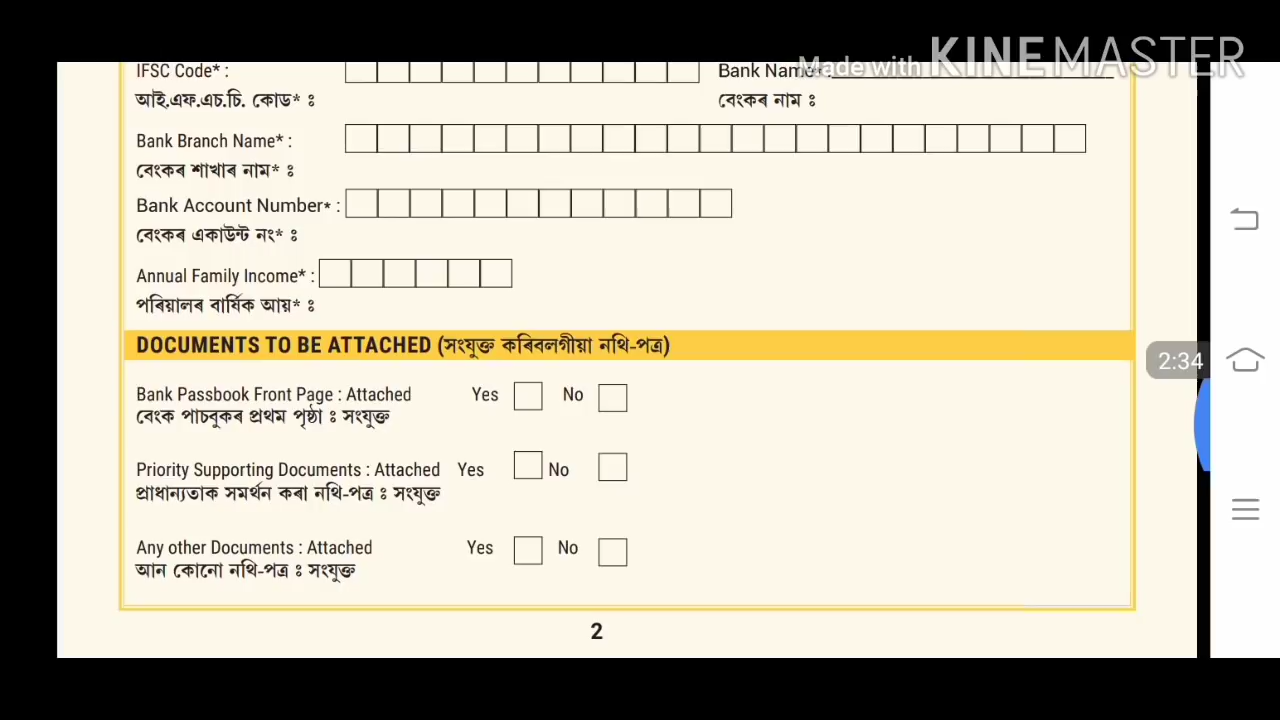 Made with KINEMASTER
IFSC Code* : Bank Name* :
আই.এফ.এচ.চি. কোড* ঃ বেংকৰ নাম ঃ
Bank Branch Name* :
বেংকৰ শাখাৰ নাম* ঃ
Bank Account Number* :
বেংকৰ একাউন্ট নং* ঃ
Annual Family Income* :
পৰিয়ালৰ বাৰ্ষিক আয়* ঃ
DOCUMENTS TO BE ATTACHED (সংযুক্ত কৰিবলগীয়া নথি-পত্ৰ)
2:34
Bank Passbook Front Page : Attached Yes No
বেংক পাচবুকৰ প্ৰথম পৃষ্ঠা ঃ সংযুক্ত
Priority Supporting Documents : Attached Yes No
প্ৰাধান্যতাক সমৰ্থন কৰা নথি-পত্ৰ ঃ সংযুক্ত
Any other Documents : Attached Yes No
আন কোনো নথি-পত্ৰ ঃ সংযুক্ত
2